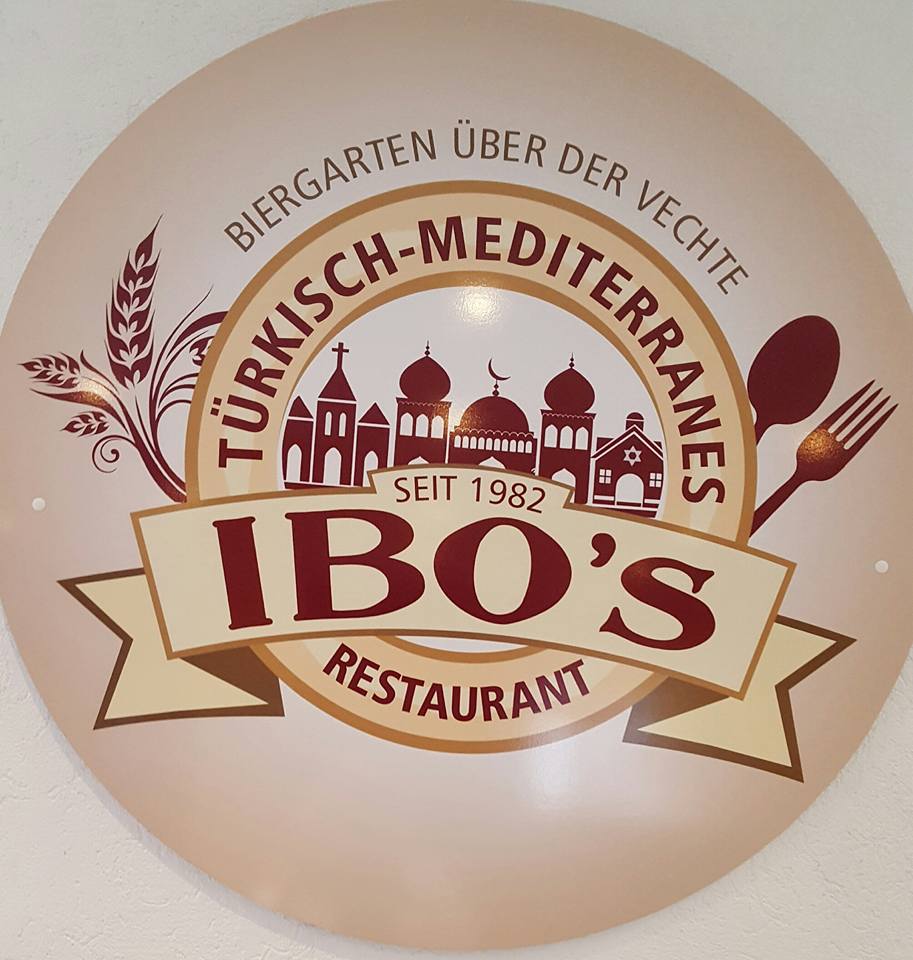 BIERGARTEN ÜBER DER VECHTE
TÜRKISCH-MEDITERRANES
SEIT 1982
IBO'S
RESTAURANT